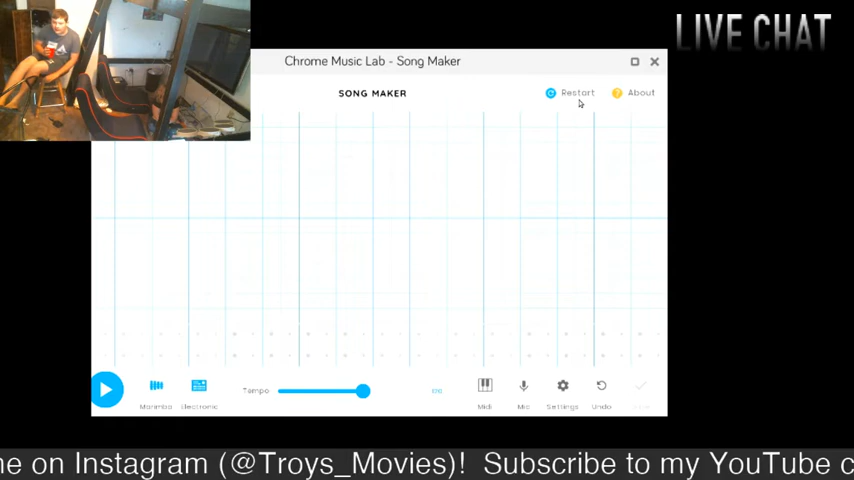 LIVE CHAT
Chrome Music Lab - Song Maker
SONG MAKER
Restart
About
Tempo
Marimba
Electronic
Midi
Mic
Settings
Undo
ne on Instagram (@Troys_Movies)! Subscribe to my YouTube c